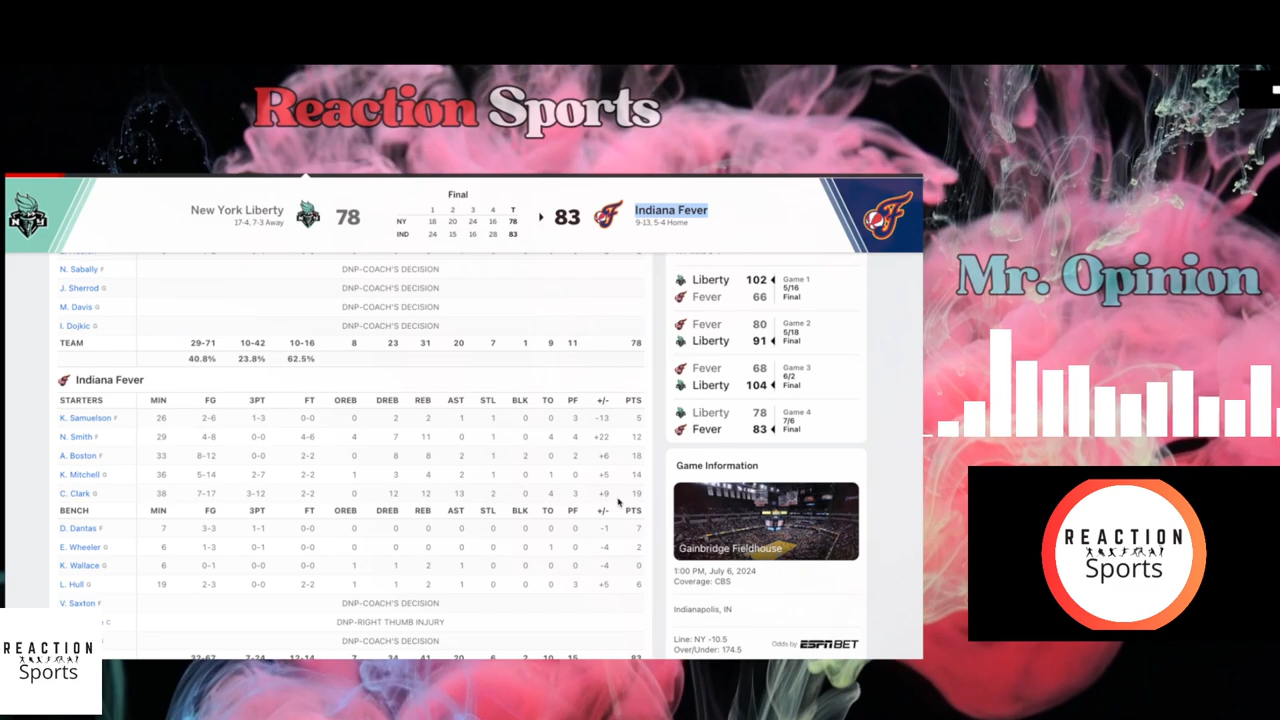 Reaction Sports
Final
New York Liberty 78 1 2 3 4 T 83 Indiana Fever
17-4, 7-3 Away NY 18 20 24 16 78 9-13, 5-4 Home
IND 24 15 16 28 83
N. Sabally F DNP-COACH'S DECISION
J. Sherrod G DNP-COACH'S DECISION
M. Davis G DNP-COACH'S DECISION
I. Dojkic G DNP-COACH'S DECISION
TEAM 29-71 10-42 10-16 8 23 31 20 7 1 9 11 78
40.8% 23.8% 62.5%
Indiana Fever
STARTERS MIN FG 3PT FT OREB DREB REB AST STL BLK TO PF +/- PTS
K. Samuelson F 26 2-6 1-3 0-0 0 2 2 1 1 0 0 3 -13 5
N. Smith F 29 4-8 0-0 4-6 4 7 11 0 1 0 4 4 +22 12
A. Boston F 33 8-12 0-0 2-2 0 8 8 2 1 2 0 2 +6 18
K. Mitchell G 36 5-14 2-7 2-2 1 3 4 2 1 0 1 0 +5 14
C. Clark G 38 7-17 3-12 2-2 0 12 12 13 2 0 4 3 +9 19
BENCH MIN FG 3PT FT OREB DREB REB AST STL BLK TO PF +/- PTS
D. Dantas F 7 3-3 1-1 0-0 0 0 0 0 0 0 0 0 -1 7
E. Wheeler G 6 1-3 0-1 0-0 0 0 0 0 0 0 1 0 -4 2
K. Wallace G 6 0-1 0-0 0-0 1 1 2 1 0 0 0 0 -4 0
L. Hull G 19 2-3 0-0 2-2 1 1 2 1 0 0 0 3 +5 6
V. Saxton F DNP-COACH'S DECISION
C DNP-RIGHT THUMB INJURY
DNP-COACH'S DECISION
Liberty 102 Game 1
Fever 66 5/16
Final
Fever 80 Game 2
Liberty 91 5/18
Final
Fever 68 Game 3
Liberty 104 6/2
Final
Liberty 78 Game 4
Fever 83 7/6
Final
Game Information
Gainbridge Fieldhouse
1:00 PM, July 6, 2024
Coverage: CBS
Indianapolis, IN
Line: NY -10.5
Over/Under: 174.5
Odds by ESPN BET
Mr. Opinion
REACTION
Sports
REACTION
Sports